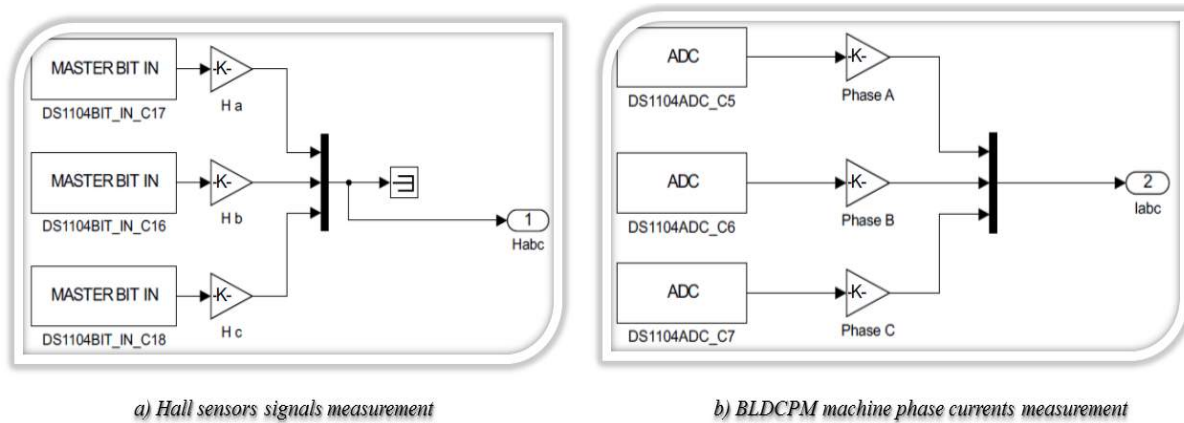 MASTER BIT IN
-K-
DS1104BIT_IN_C17
H a
MASTER BIT IN
-K-
DS1104BIT_IN_C16
H b
1
Habc
MASTER BIT IN
-K-
DS1104BIT_IN_C18
H c
ADC
-K-
DS1104ADC_C5
Phase A
ADC
-K-
2
Iabc
DS1104ADC_C6
Phase B
ADC
-K-
DS1104ADC_C7
Phase C
a) Hall sensors signals measurement
b) BLDCPM machine phase currents measurement